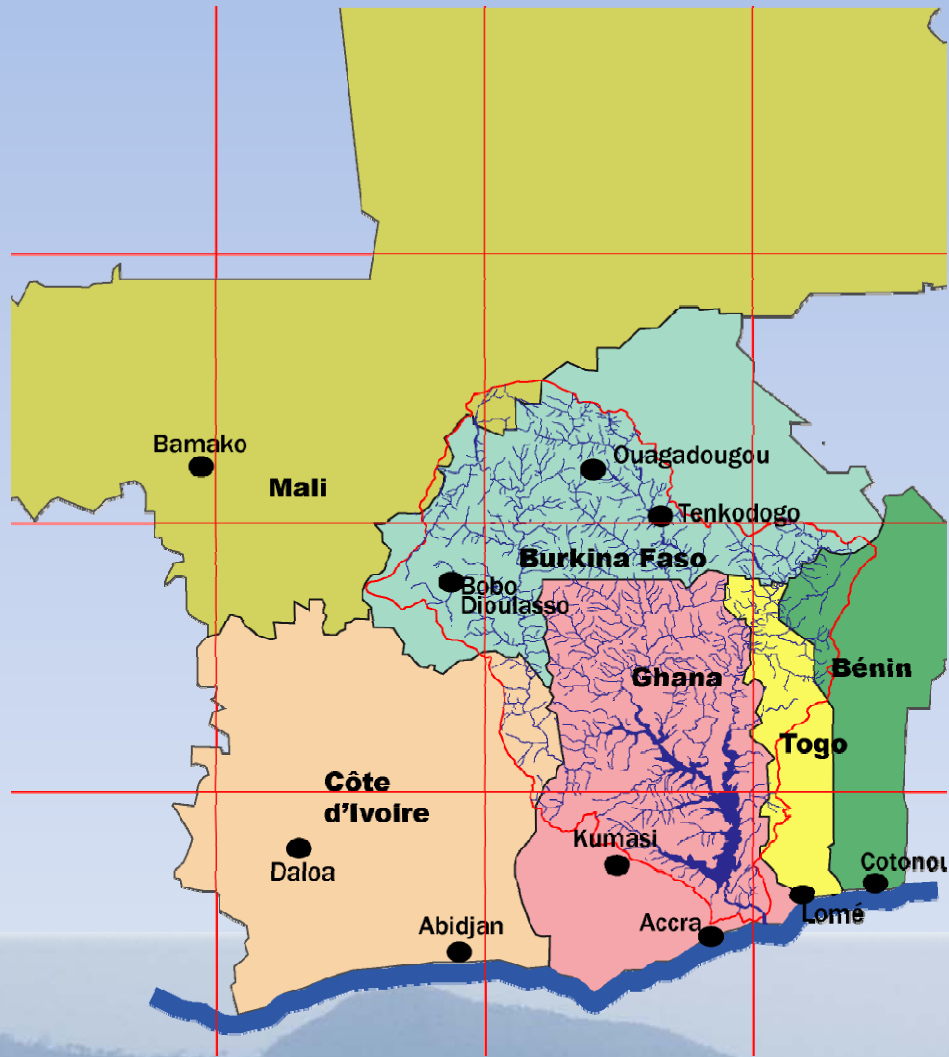 Bamako
Mali
Ouagadougou
Tenkodogo
Burkina Faso
Bobo
Dioulasso
Ghana
Bénin
Togo
Côte
d'Ivoire
Kumasi
Daloa
Cotonou
Lomé
Accra
Abidjan